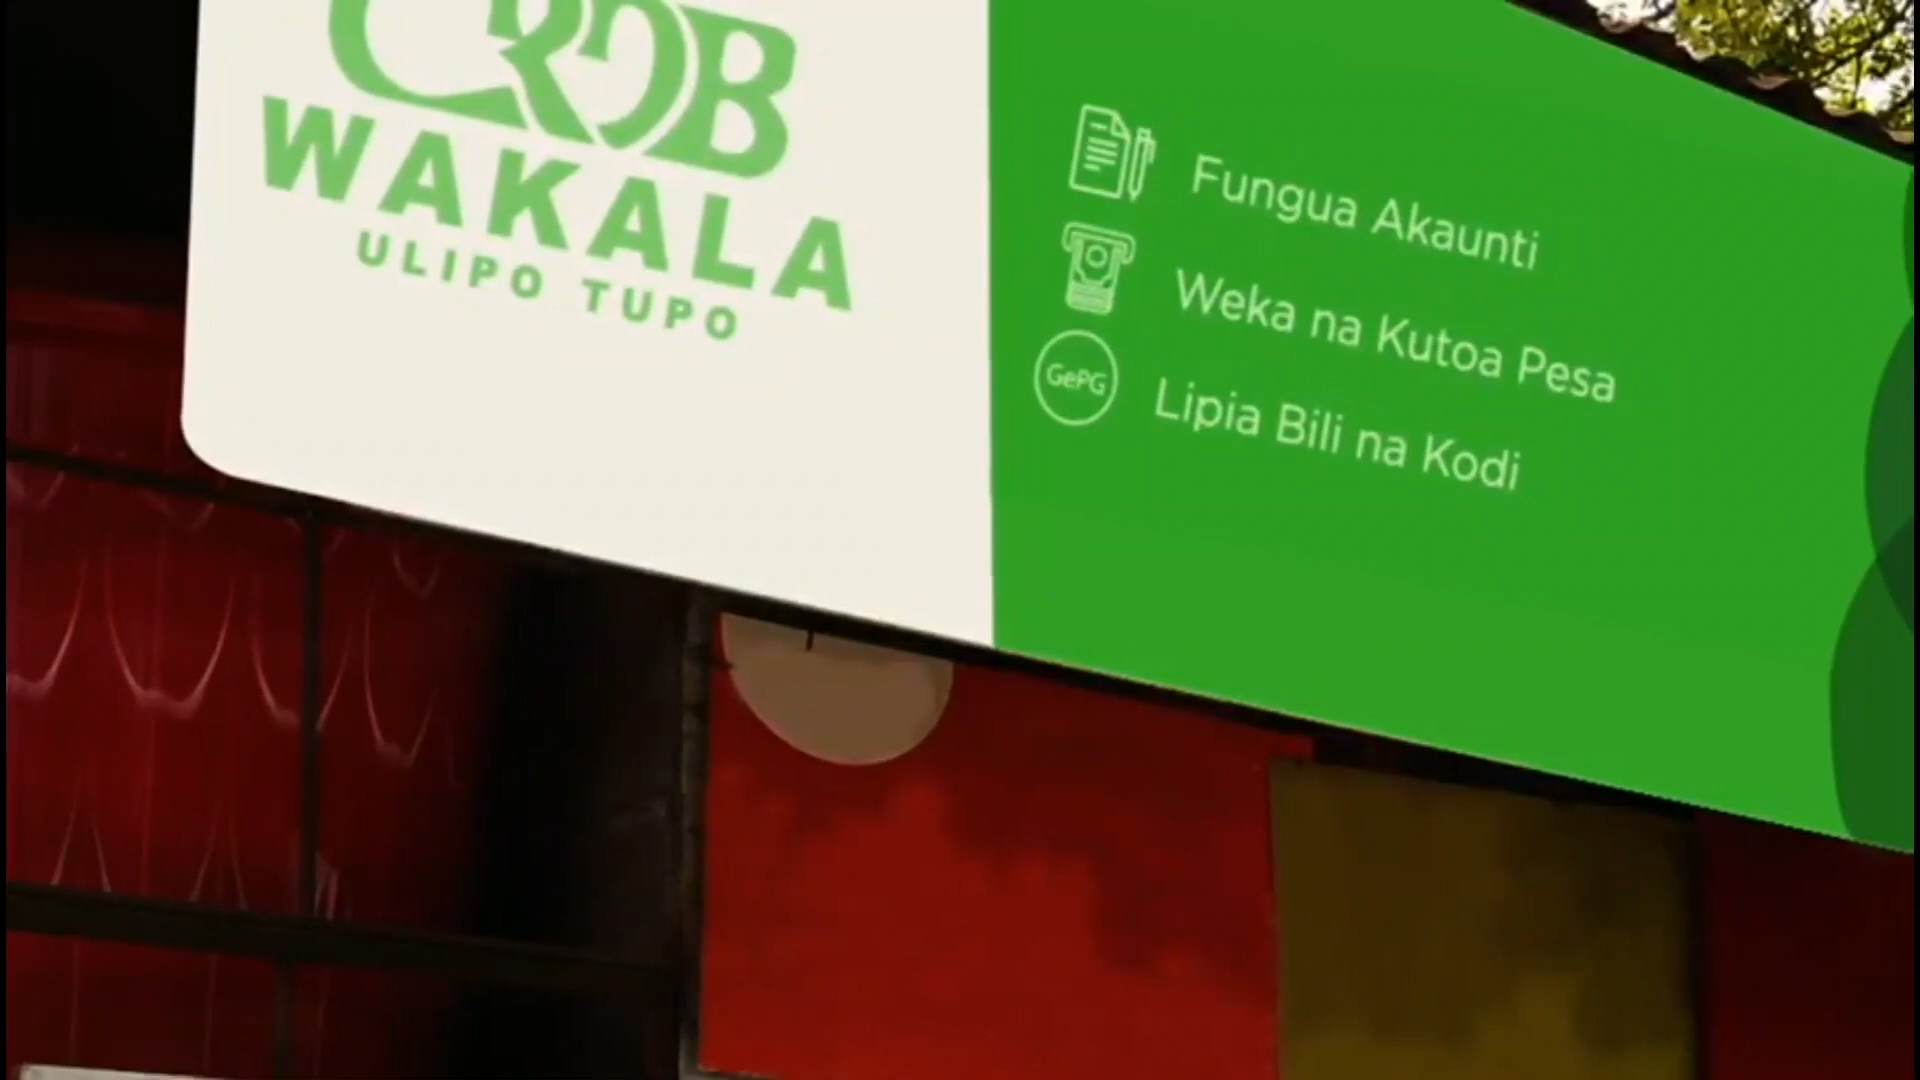 CRDB
WAKALA
ULIPO TUPO
Fungua Akaunti
Weka na Kutoa Pesa
GePG
Lipia Bili na Kodi